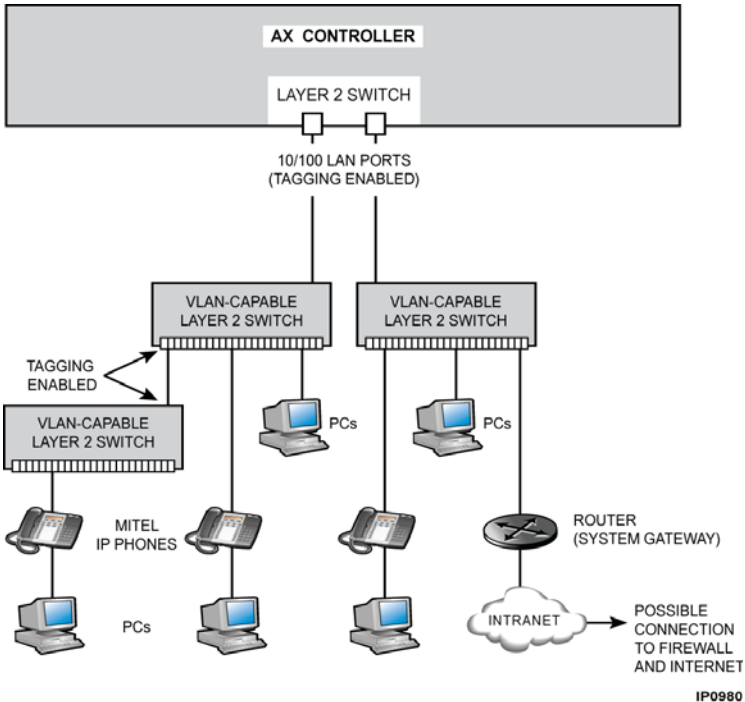 AX CONTROLLER
LAYER 2 SWITCH
10/100 LAN PORTS
(TAGGING ENABLED)
VLAN-CAPABLE
LAYER 2 SWITCH
VLAN-CAPABLE
LAYER 2 SWITCH
TAGGING
ENABLED
VLAN-CAPABLE
LAYER 2 SWITCH
PCs
PCs
MITEL
IP PHONES
ROUTER
(SYSTEM GATEWAY)
PCs
INTRANET
POSSIBLE
CONNECTION
TO FIREWALL
AND INTERNET
IP0980